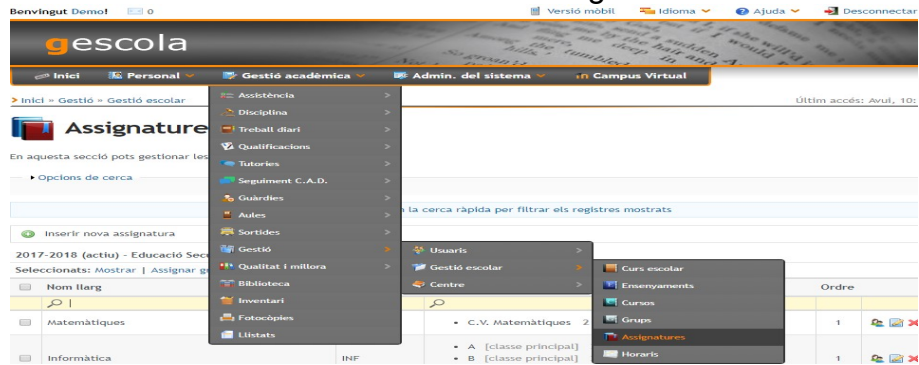 Benvingut Demo! 0 Versió mòbil Idioma Ajuda Desconnectar
gescola
Inici Personal Gestió acadèmica Admin. del sistema Campus Virtual
Inici » Gestió » Gestió escolar Últim accés: Avui, 10:
Assignature
En aquesta secció pots gestionar les
Opcions de cerca
la cerca ràpida per filtrar els registres mostrats
Inserir nova assignatura
2017-2018 (actiu) - Educació Secu
Seleccionats: Mostrar | Assignar gr
Nom llarg Ordre
Matemàtiques • C.V. Matemàtiques 2 1
Informàtica INF • A [classe principal] 1
• B [classe principal]
Assistència
Disciplina
Treball diari
Qualificacions
Tutories
Seguiment C.A.D.
Guàrdies
Aules
Sortides
Gestió
Qualitat i millora
Biblioteca
Inventari
Fotocòpies
Llistats
Usuaris
Gestió escolar
Centre
Curs escolar
Ensenyaments
Cursos
Grups
Assignatures
Horaris